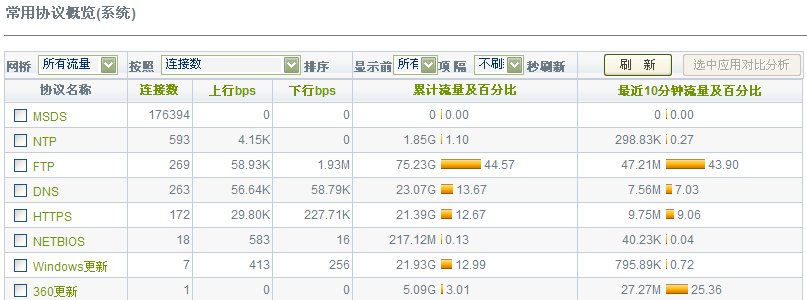 常用协议概览(系统)
网桥 所有流量 按照 连接数 排序 显示前 所有 项 隔 不刷 秒刷新 刷 新 选中应用对比分析
协议名称 连接数 上行bps 下行bps 累计流量及百分比 最近10分钟流量及百分比
MSDS 176394 0 0 0 0.00 0 0.00
NTP 593 4.15K 0 1.85G 1.10 298.83K 0.27
FTP 269 58.93K 1.93M 75.23G 44.57 47.21M 43.90
DNS 263 56.64K 58.79K 23.07G 13.67 7.56M 7.03
HTTPS 172 29.80K 227.71K 21.39G 12.67 9.75M 9.06
NETBIOS 18 583 16 217.12M 0.13 40.23K 0.04
Windows更新 7 413 256 21.93G 12.99 795.89K 0.72
360更新 1 0 0 5.09G 3.01 27.27M 25.36